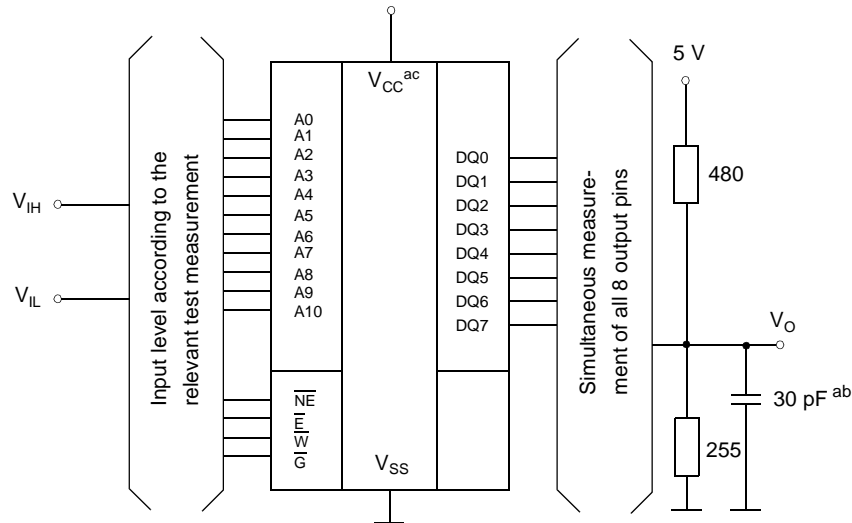 V_IH
V_IL
Input level according to the
relevant test measurement
V_CC^ac
A0
A1
A2
A3
A4
A5
A6
A7
A8
A9
A10
N̅E̅
E̅
W̅
G̅
V_SS
DQ0
DQ1
DQ2
DQ3
DQ4
DQ5
DQ6
DQ7
Simultaneous measure-
ment of all 8 output pins
5 V
480
V_O
30 pF^ab
255